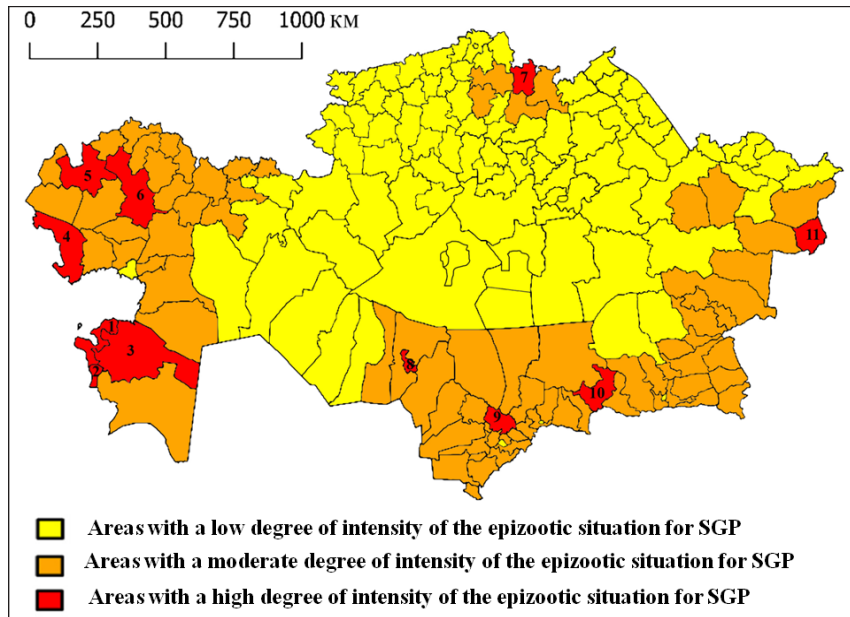 0 250 500 750 1000 км
7
5
6
4
11
1
3
2
8
10
9
Areas with a low degree of intensity of the epizootic situation for SGP
Areas with a moderate degree of intensity of the epizootic situation for SGP
Areas with a high degree of intensity of the epizootic situation for SGP